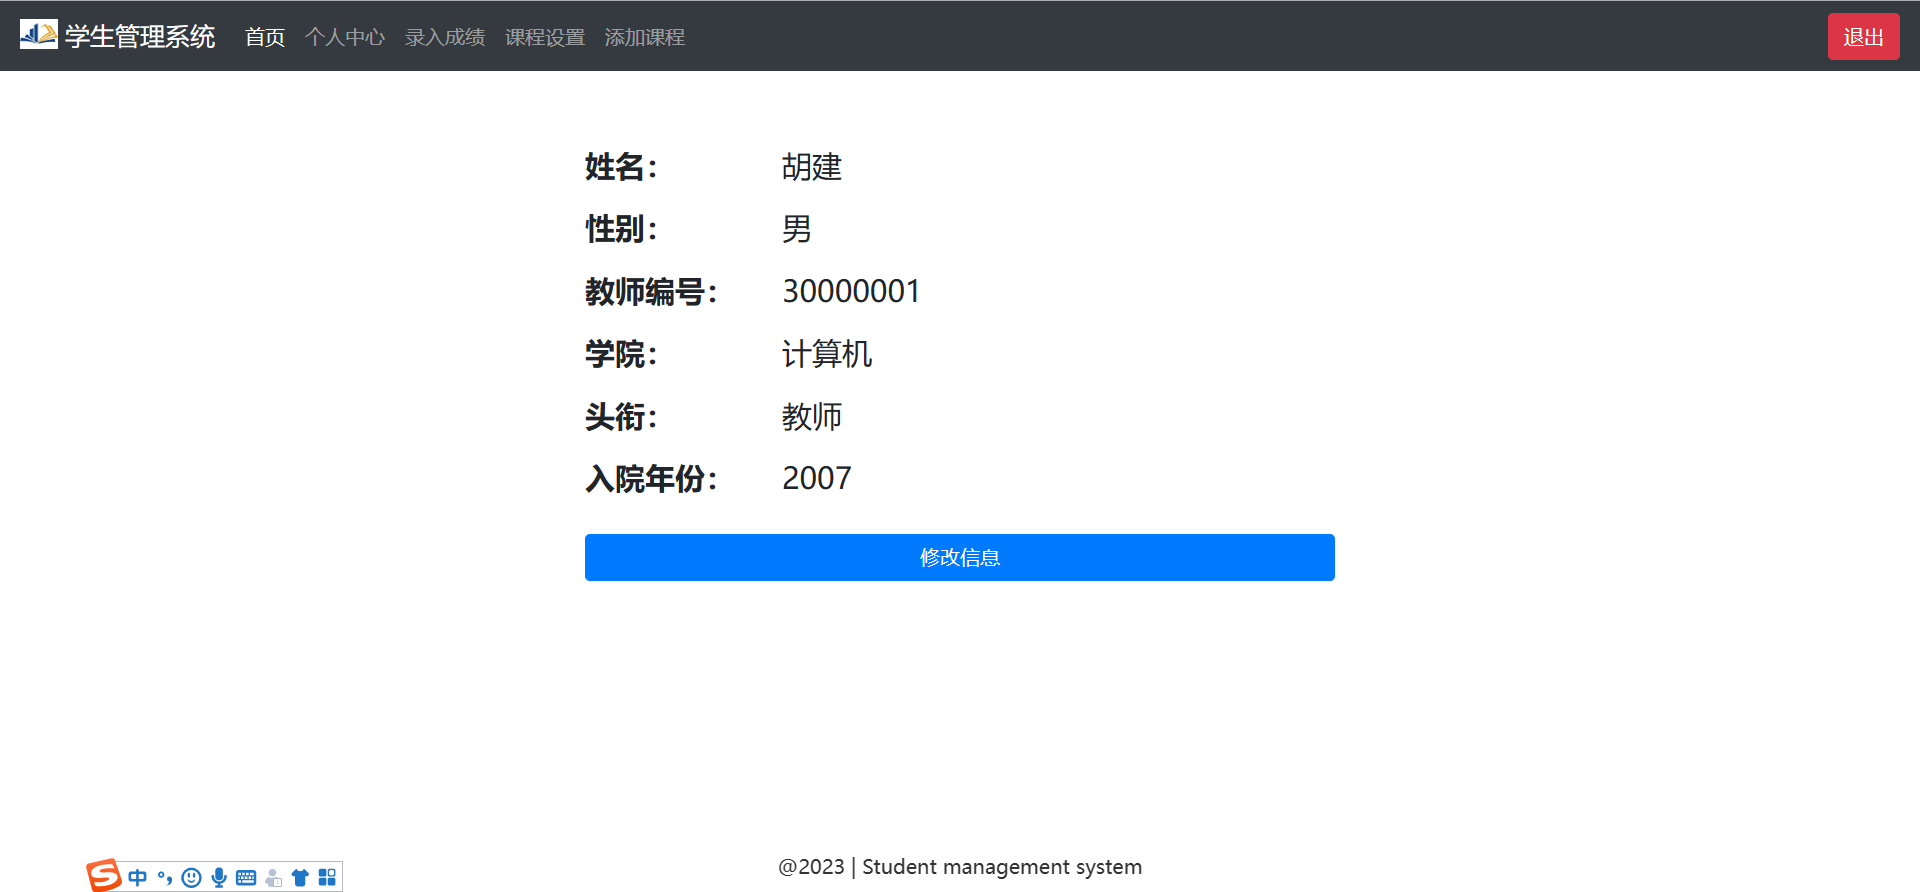 学生管理系统 首页 个人中心 录入成绩 课程设置 添加课程 退出
姓名： 胡建
性别： 男
教师编号： 30000001
学院： 计算机
头衔： 教师
入院年份： 2007
修改信息
@2023 | Student management system
S 中 °,